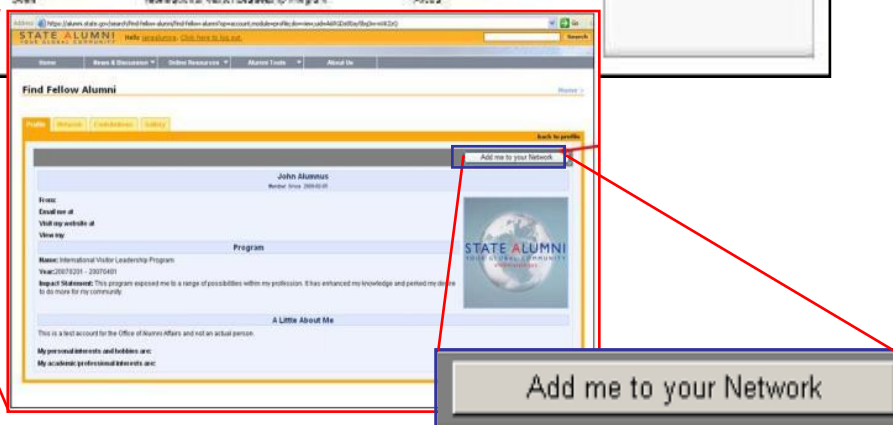 STATE ALUMNI
YOUR GLOBAL COMMUNITY
Hello
Click here to log out.
Search
Home
News & Discussion
Online Resources
Alumni Tools
About Us
Find Fellow Alumni
Home >
Profile
Network
Contributions
Gallery
back to profile
Add me to your Network
John Alumnus
Member Since
From:
Email me at
Visit my website at
View my
Program
Name: International Visitor Leadership Program
Year:20070201 - 20070401
Impact Statement: This program exposed me to a range of possibilities within my profession. It has enhanced my knowledge and perked my desire
to do more for my community.
STATE ALUMNI
YOUR GLOBAL COMMUNITY
A Little About Me
This is a test account for the Office of Alumni Affairs and not an actual person.
My personal interests and hobbies are:
My academic professional interests are:
Add me to your Network